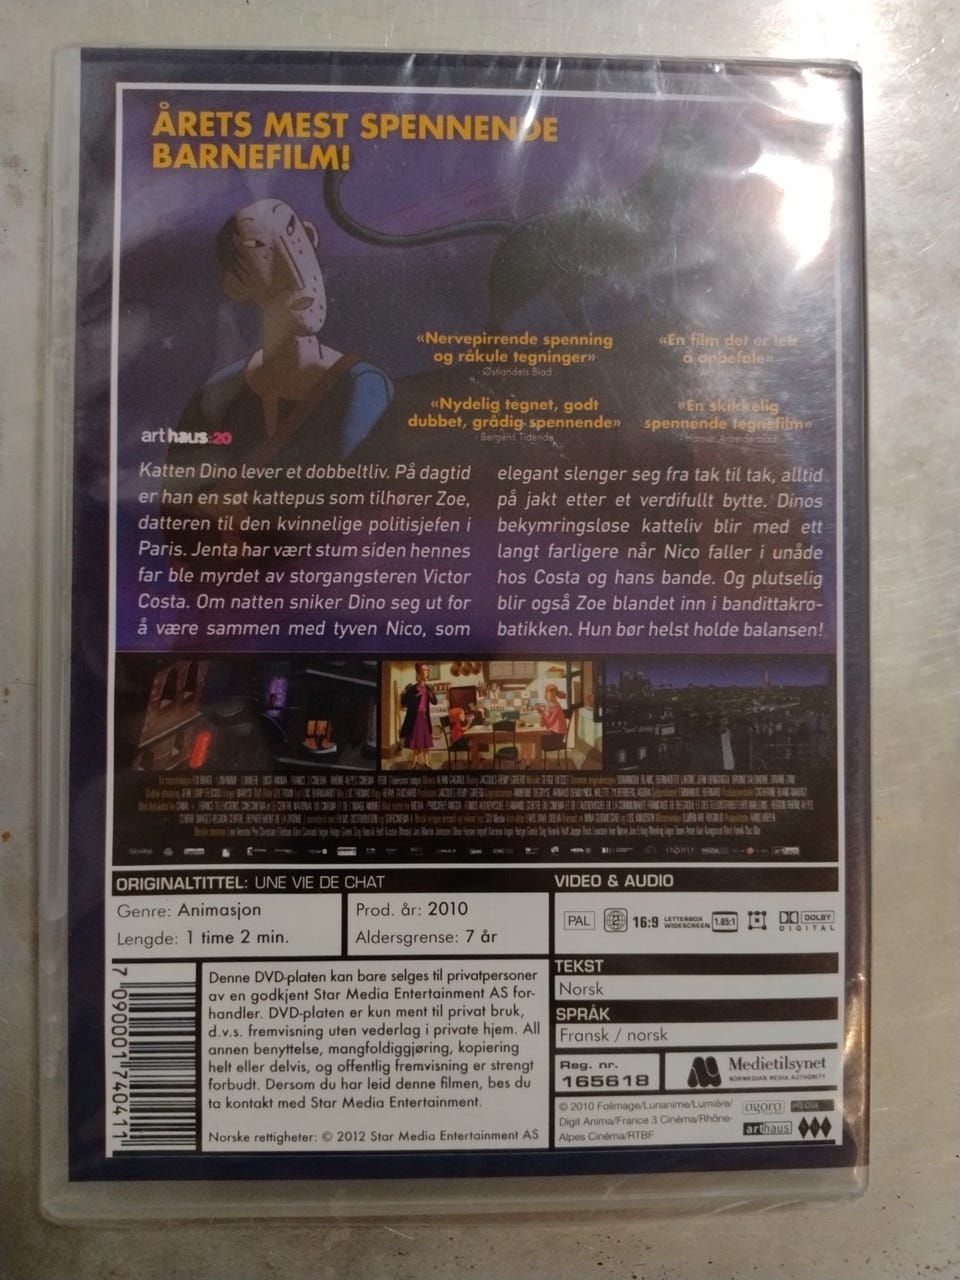 ÅRETS MEST SPENNENDE
BARNEFILM!
«Nervepirrende spenning
og råkule tegninger»
- Østlandets Blad
«En film det er lett
å anbefale»
«Nydelig tegnet, godt
dubbet, grådig spennende»
- Bergens Tidende
«En skikkelig
spennende tegnefilm»
- Hamar Arbeiderblad
arthaus:20
Katten Dino lever et dobbeltliv. På dagtid
er han en søt kattepus som tilhører Zoe,
datteren til den kvinnelige politisjefen i
Paris. Jenta har vært stum siden hennes
far ble myrdet av storgangsteren Victor
Costa. Om natten sniker Dino seg ut for
å være sammen med tyven Nico, som
elegant slenger seg fra tak til tak, alltid
på jakt etter et verdifullt bytte. Dinos
bekymringsløse katteliv blir med ett
langt farligere når Nico faller i unåde
hos Costa og hans bande. Og plutselig
blir også Zoe blandet inn i bandittakro-
batikken. Hun bør helst holde balansen!
ORIGINALTITTEL: UNE VIE DE CHAT
Genre: Animasjon
Lengde: 1 time 2 min.
Prod. år: 2010
Aldersgrense: 7 år
VIDEO & AUDIO
PAL 2 16:9 LETTERBOX WIDESCREEN 1.85:1 DOLBY DIGITAL
TEKST
Norsk
SPRÅK
Fransk / norsk
Reg. nr.
165618
Medietilsynet
NORWEGIAN MEDIA AUTHORITY
© 2010 Folimage/Lunanime/Lumière/
Digit Anima/France 3 Cinéma/Rhône-
Alpes Cinéma/RTBF
agora MEDIA
arthaus
7 090001 740411
Denne DVD-platen kan bare selges til privatpersoner
av en godkjent Star Media Entertainment AS for-
handler. DVD-platen er kun ment til privat bruk,
d.v.s. fremvisning uten vederlag i private hjem. All
annen benyttelse, mangfoldiggjøring, kopiering
helt eller delvis, og offentlig fremvisning er strengt
forbudt. Dersom du har leid denne filmen, bes du
ta kontakt med Star Media Entertainment.
Norske rettigheter: © 2012 Star Media Entertainment AS